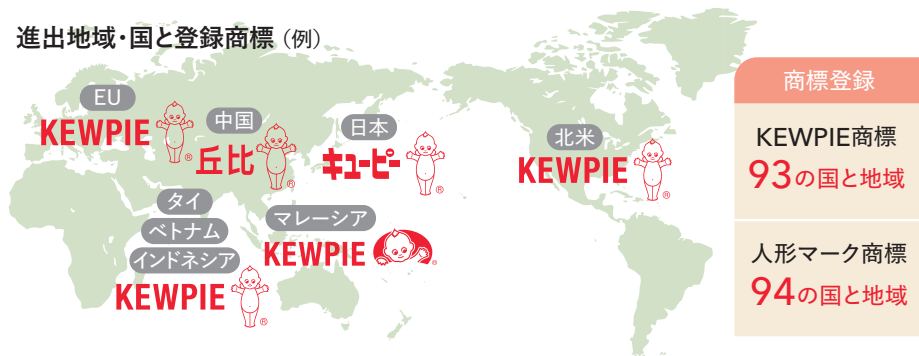 進出地域・国と登録商標（例）
EU
KEWPIE ®
中国
丘比 ®
日本
キユーピー ®
北米
KEWPIE ®
タイ
ベトナム
インドネシア
KEWPIE ®
マレーシア
KEWPIE ®
商標登録
KEWPIE商標
93の国と地域
人形マーク商標
94の国と地域